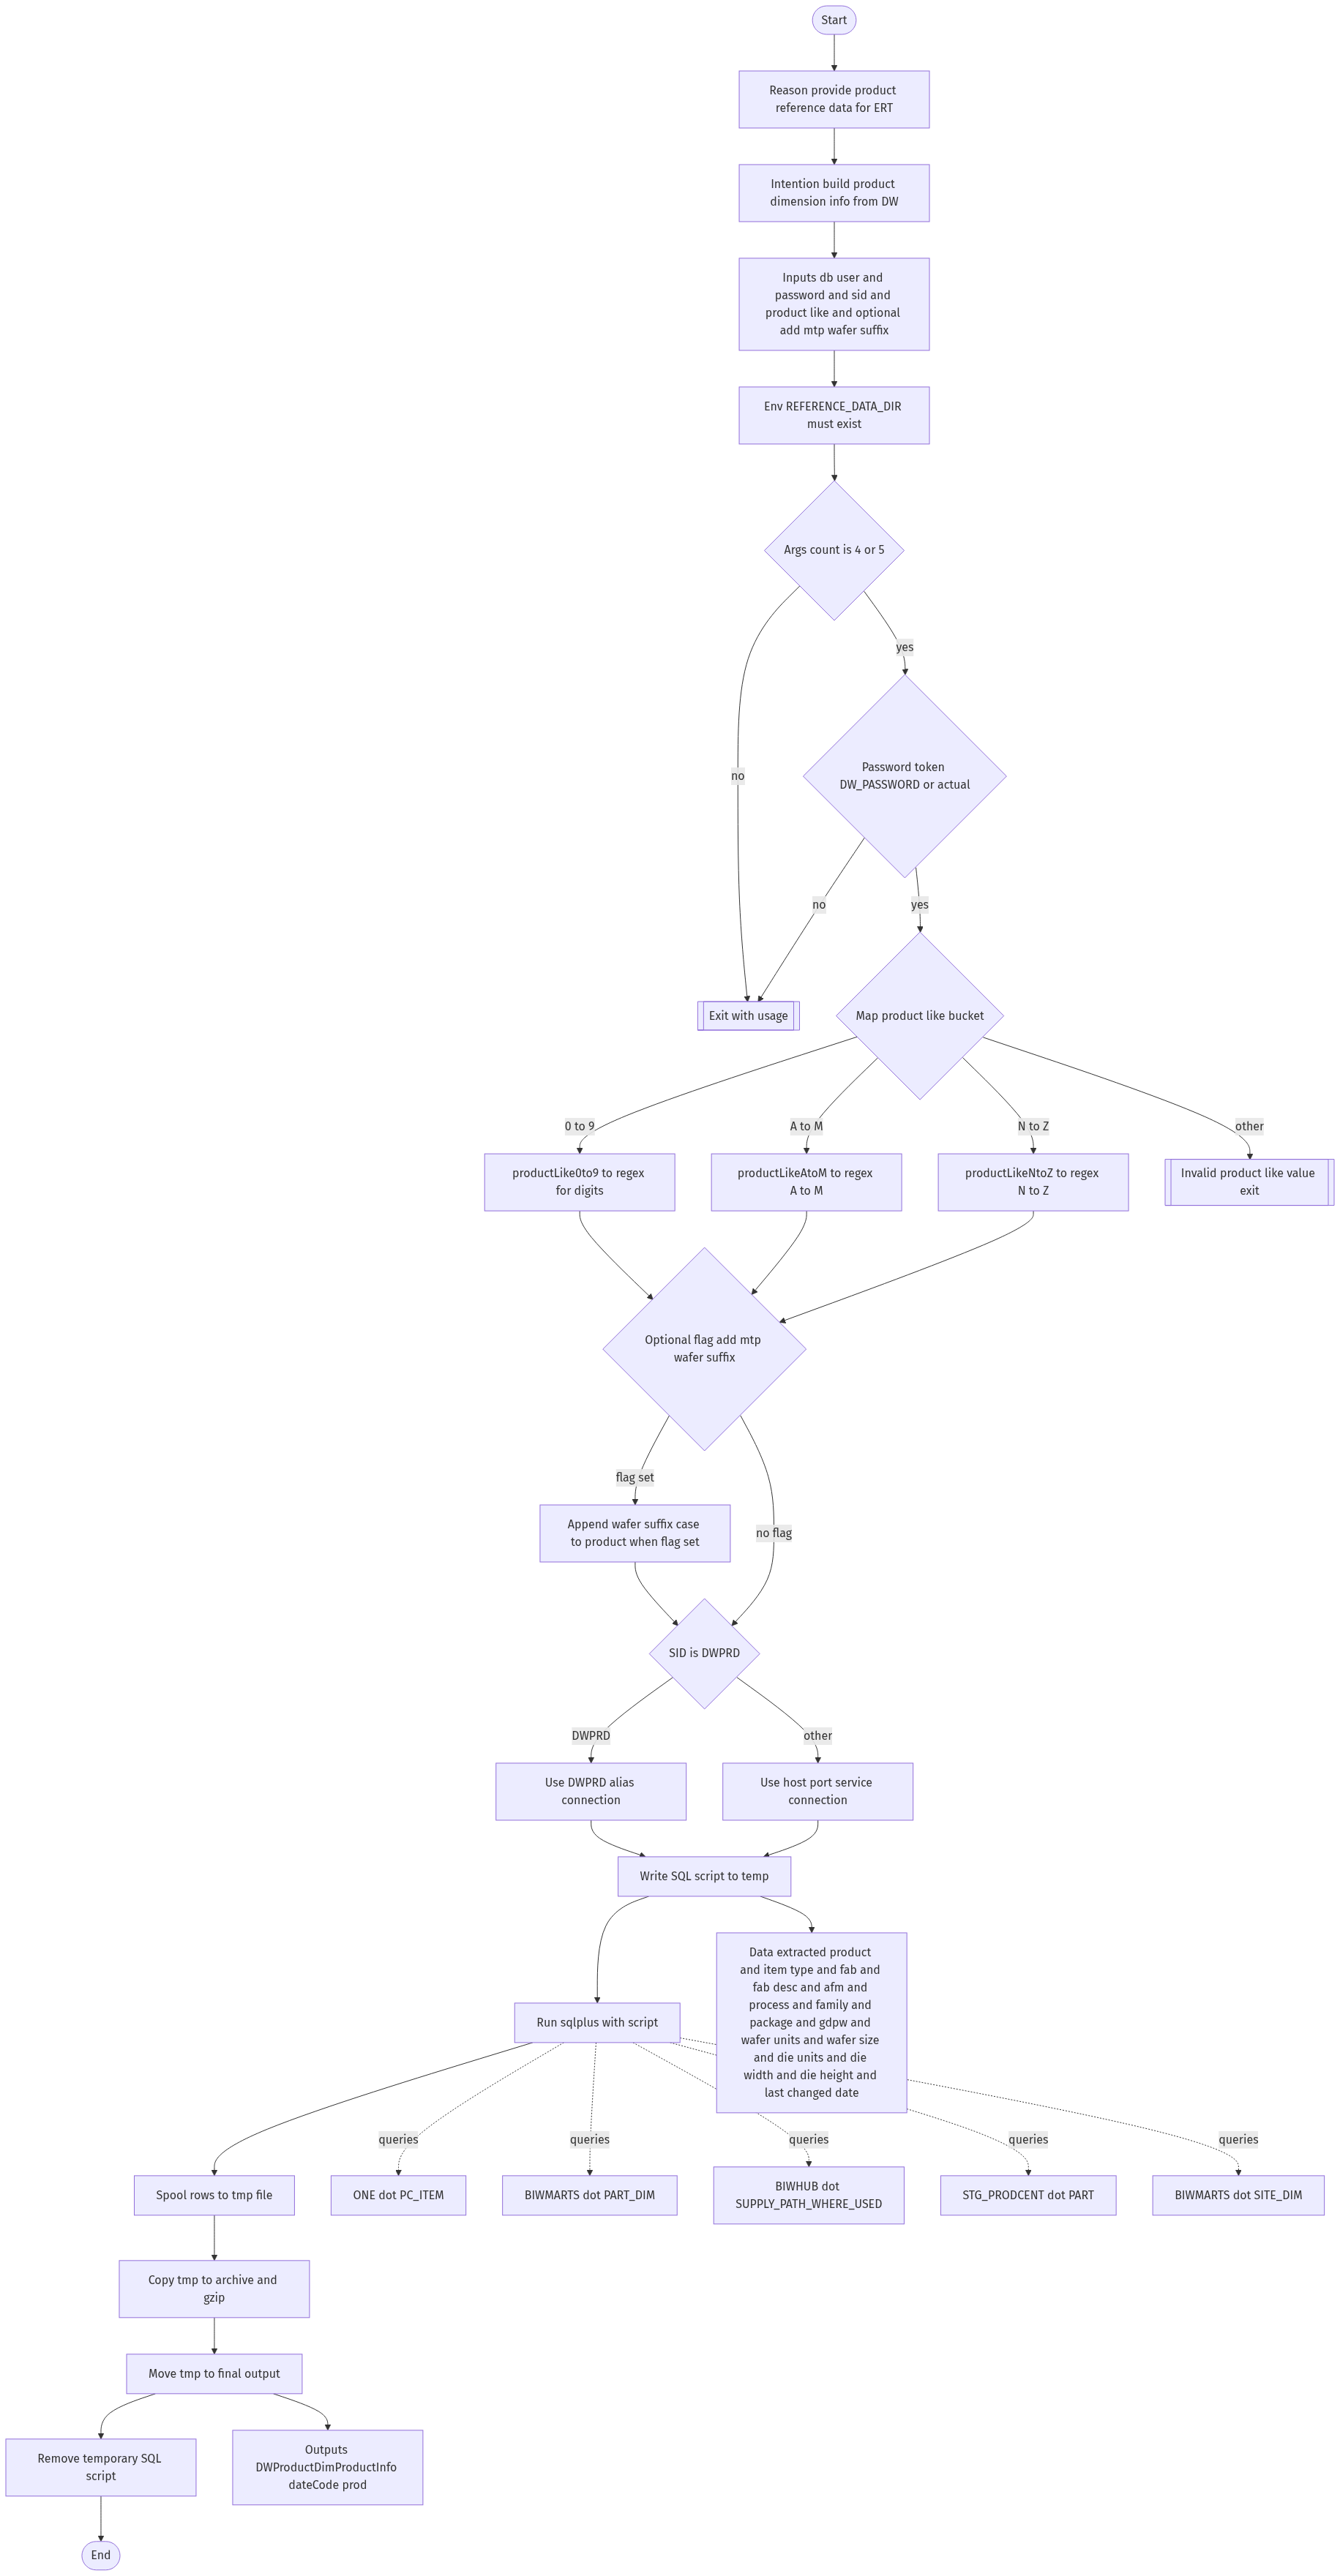 Start
Reason provide product
reference data for ERT
Intention build product
dimension info from DW
Inputs db user and
password and sid and
product like and optional
add mtp wafer suffix
Env REFERENCE_DATA_DIR
must exist
Args count is 4 or 5
yes
Password token
DW_PASSWORD or actual
no
no
yes
Exit with usage
Map product like bucket
0 to 9
A to M
N to Z
other
productLike0to9 to regex
for digits
productLikeAtoM to regex
A to M
productLikeNtoZ to regex
N to Z
Invalid product like value
exit
Optional flag add mtp
wafer suffix
flag set
Append wafer suffix case
to product when flag set
no flag
SID is DWPRD
DWPRD
other
Use DWPRD alias
connection
Use host port service
connection
Write SQL script to temp
Data extracted product
and item type and fab and
fab desc and afm and
process and family and
package and gdpw and
wafer units and wafer size
and die units and die
width and die height and
last changed date
Run sqlplus with script
queries
queries
queries
queries
queries
Spool rows to tmp file
ONE dot PC_ITEM
BIWMARTS dot PART_DIM
BIWHUB dot
SUPPLY_PATH_WHERE_USED
STG_PRODCENT dot PART
BIWMARTS dot SITE_DIM
Copy tmp to archive and
gzip
Move tmp to final output
Remove temporary SQL
script
Outputs
DWProductDimProductInfo
dateCode prod
End